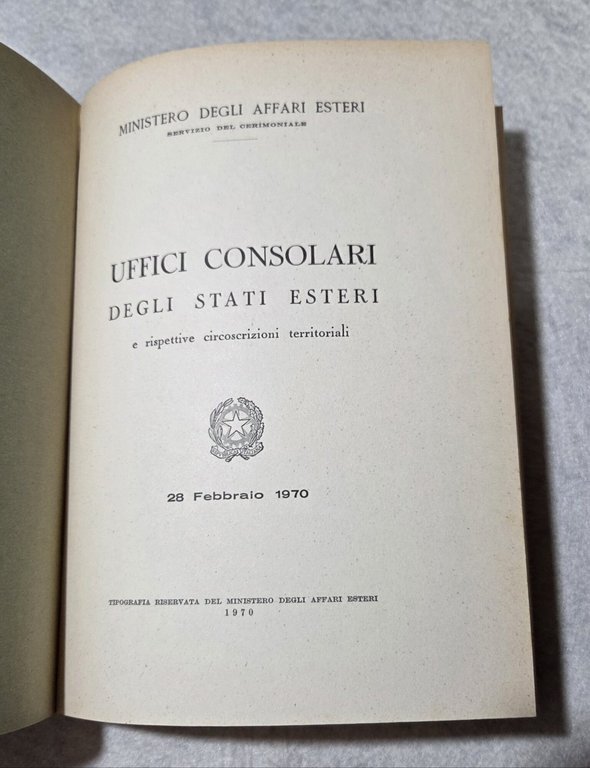 MINISTERO DEGLI AFFARI ESTERI
SERVIZIO DEL CERIMONIALE
UFFICI CONSOLARI
DEGLI STATI ESTERI
e rispettive circoscrizioni territoriali
28 Febbraio 1970
TIPOGRAFIA RISERVATA DEL MINISTERO DEGLI AFFARI ESTERI
1970